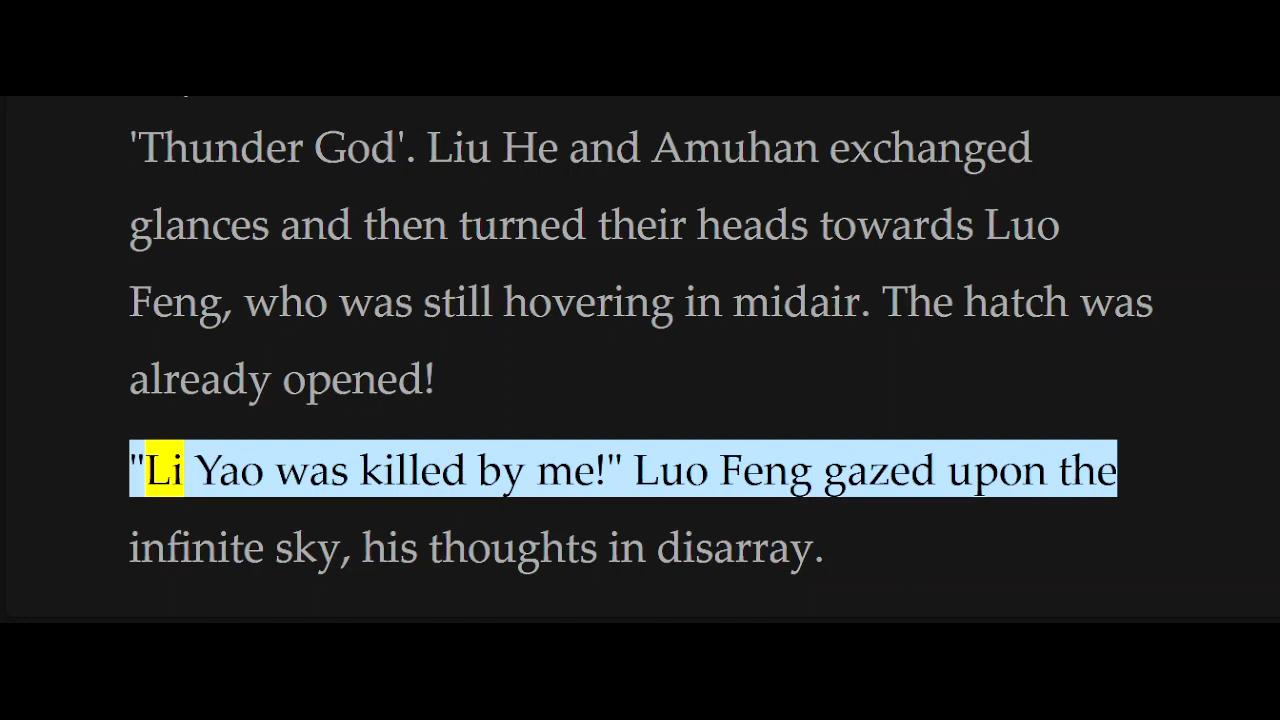 'Thunder God'. Liu He and Amuhan exchanged
glances and then turned their heads towards Luo
Feng, who was still hovering in midair. The hatch was
already opened!
"Li Yao was killed by me!" Luo Feng gazed upon the
infinite sky, his thoughts in disarray.